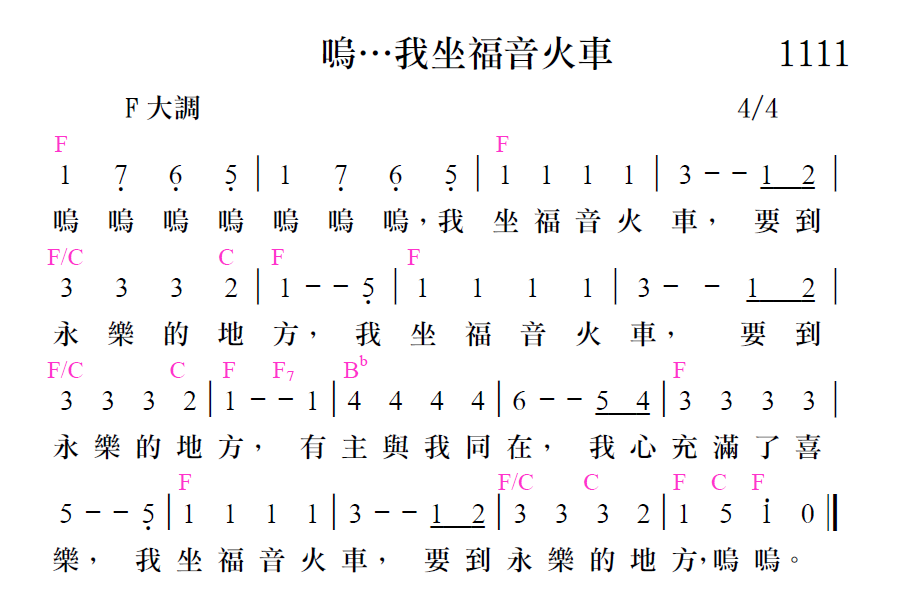 嗚…我坐福音火車 1111
F 大調 4/4
F F
1 7̣ 6̣ 5̣ | 1 7̣ 6̣ 5̣ | 1 1 1 1 | 3 - - 1 2 |
嗚 嗚 嗚 嗚 嗚 嗚 嗚,我 坐 福 音 火 車, 要 到
F/C C F F
3 3 3 2 | 1 - - 5̣ | 1 1 1 1 | 3 - - 1 2 |
永 樂 的 地 方, 我 坐 福 音 火 車, 要 到
F/C C F F7 Bb F
3 3 3 2 | 1 - - 1 | 4 4 4 4 | 6 - - 5 4 | 3 3 3 3 |
永 樂 的 地 方, 有 主 與 我 同 在, 我 心 充 滿 了 喜
F F/C C F C F
5 - - 5̣ | 1 1 1 1 | 3 - - 1 2 | 3 3 3 2 | 1 5 1̇ 0 ‖
樂, 我 坐 福 音 火 車, 要 到 永 樂 的 地 方,嗚 嗚。